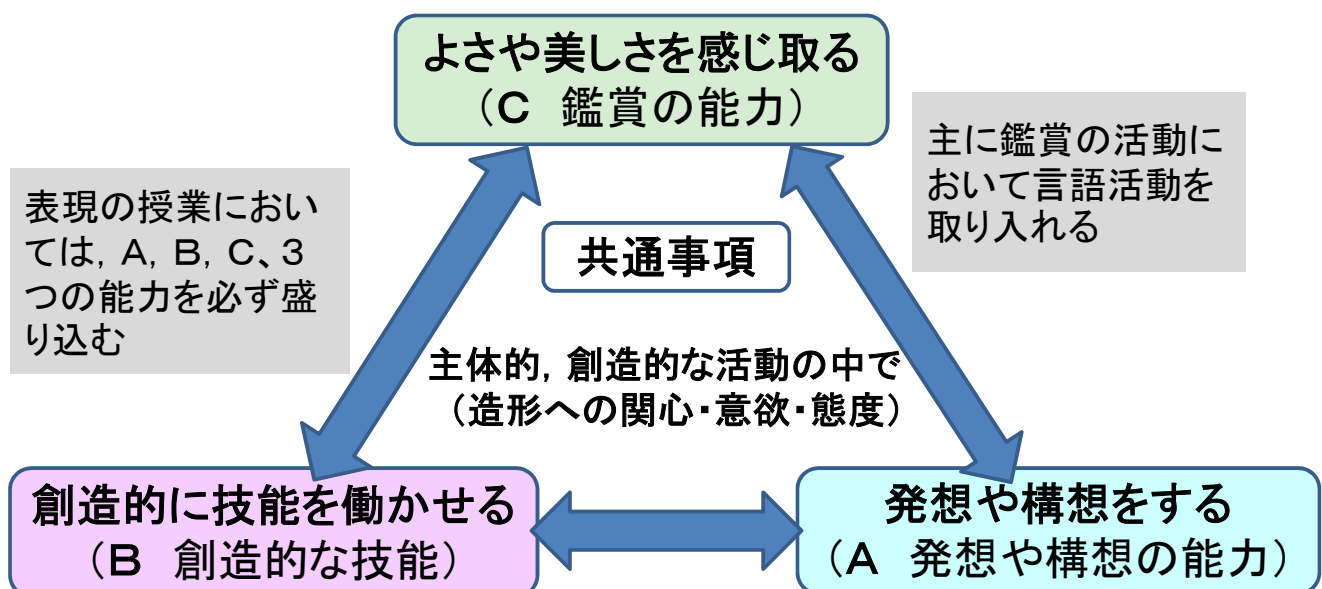 よさや美しさを感じ取る
（C 鑑賞の能力）
主に鑑賞の活動に
おいて言語活動を
取り入れる
表現の授業におい
ては，A，B，C、3
つの能力を必ず盛
り込む
共通事項
主体的，創造的な活動の中で
（造形への関心・意欲・態度）
創造的に技能を働かせる
（B 創造的な技能）
発想や構想をする
（A 発想や構想の能力）